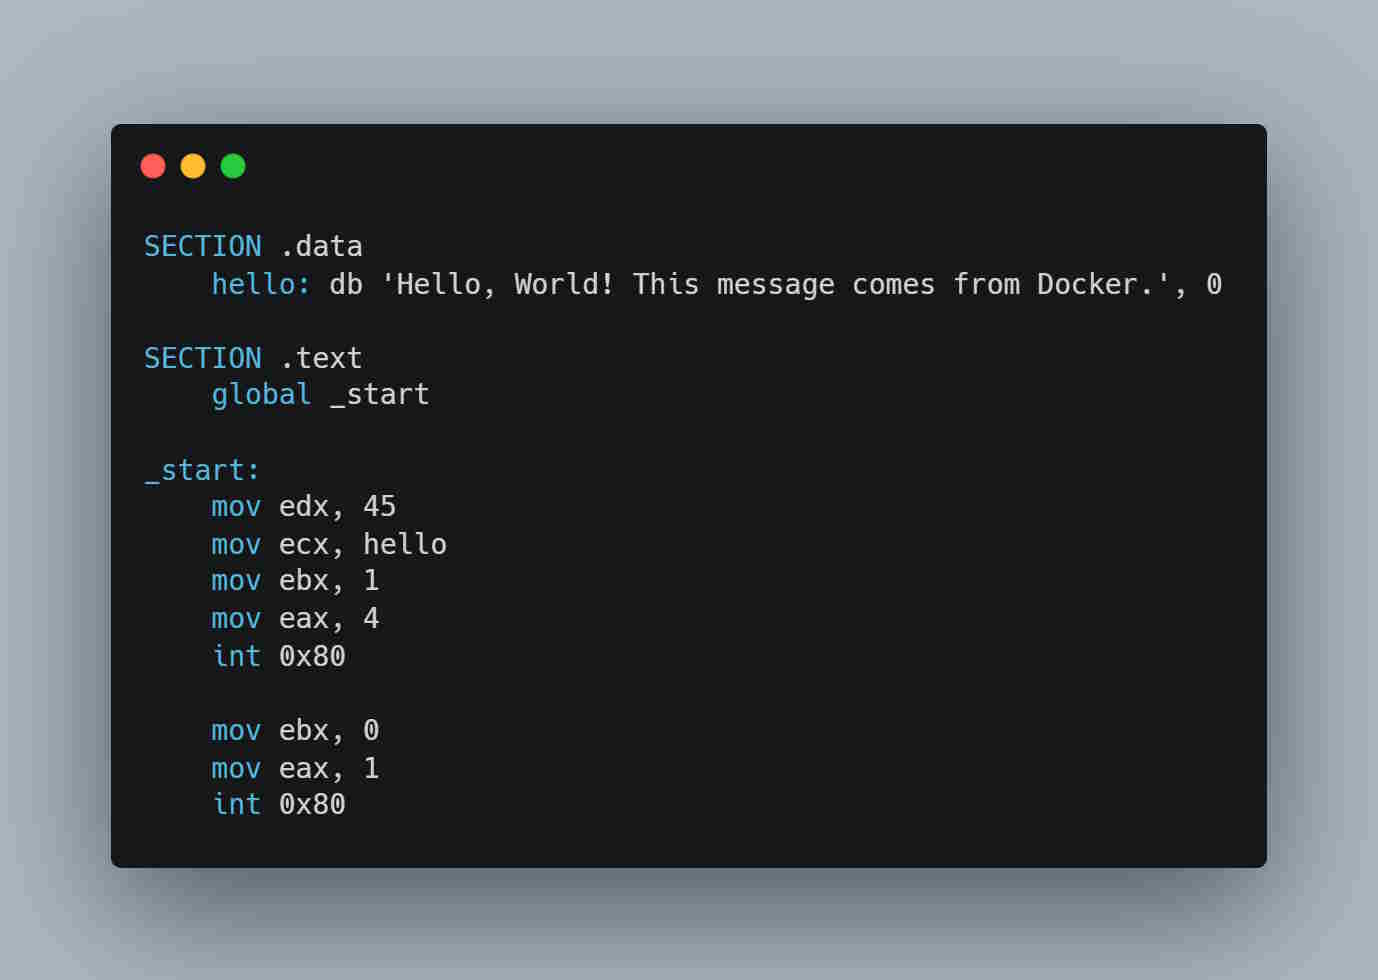 SECTION .data
    hello: db 'Hello, World! This message comes from Docker.', 0

SECTION .text
    global _start

_start:
    mov edx, 45
    mov ecx, hello
    mov ebx, 1
    mov eax, 4
    int 0x80

    mov ebx, 0
    mov eax, 1
    int 0x80